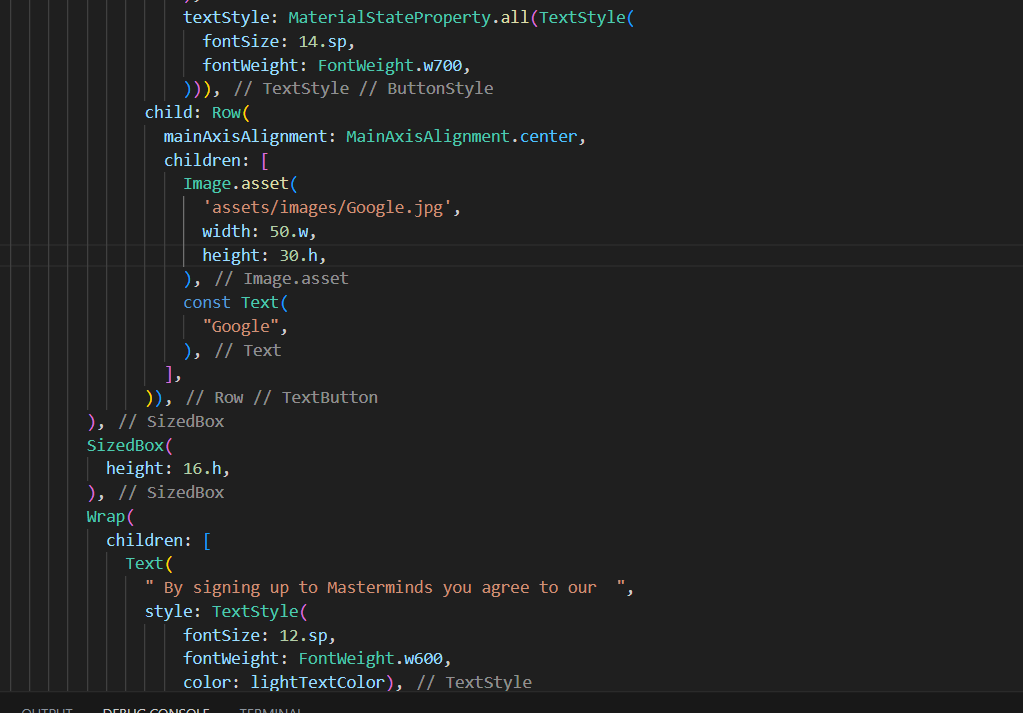 textStyle: MaterialStateProperty.all(TextStyle(
fontSize: 14.sp,
fontWeight: FontWeight.w700,
))), // TextStyle // ButtonStyle
child: Row(
mainAxisAlignment: MainAxisAlignment.center,
children: [
Image.asset(
'assets/images/Google.jpg',
width: 50.w,
height: 30.h,
), // Image.asset
const Text(
"Google",
), // Text
],
)), // Row // TextButton
), // SizedBox
SizedBox(
height: 16.h,
), // SizedBox
Wrap(
children: [
Text(
" By signing up to Masterminds you agree to our  ",
style: TextStyle(
fontSize: 12.sp,
fontWeight: FontWeight.w600,
color: lightTextColor), // TextStyle
OUTPUT DEBUG CONSOLE TERMINAL